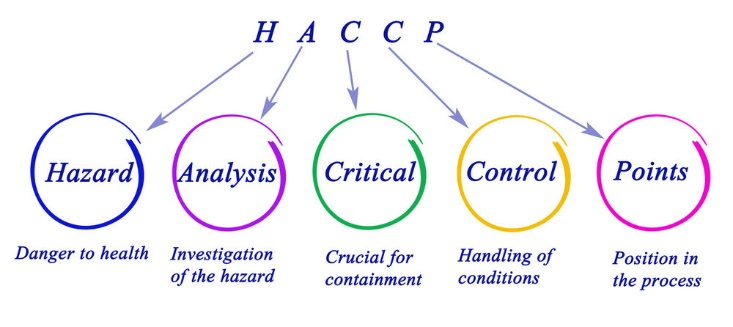 H A C C P
Hazard
Analysis
Critical
Control
Points
Danger to health
Investigation
of the hazard
Crucial for
containment
Handling of
conditions
Position in
the process